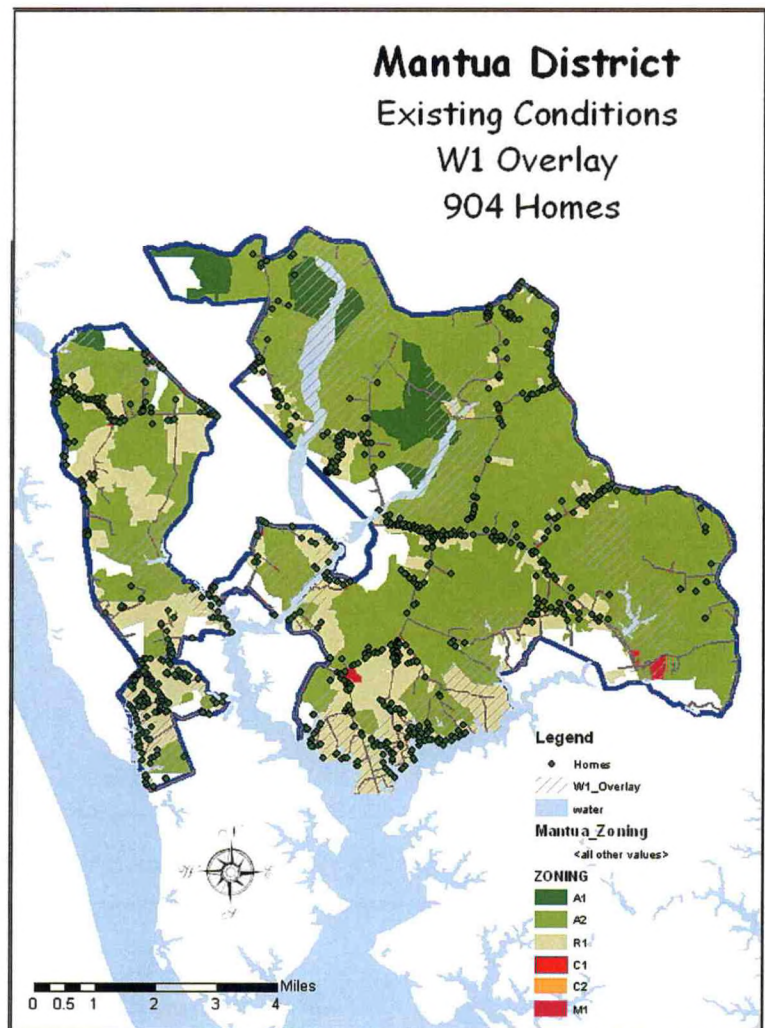 Mantua District
Existing Conditions
W1 Overlay
904 Homes
Legend
Homes
W1_Overlay
water
Mantua_Zoning
<all other values>
ZONING
A1
A2
R1
C1
C2
M1
Miles
0 0.5 1 2 3 4